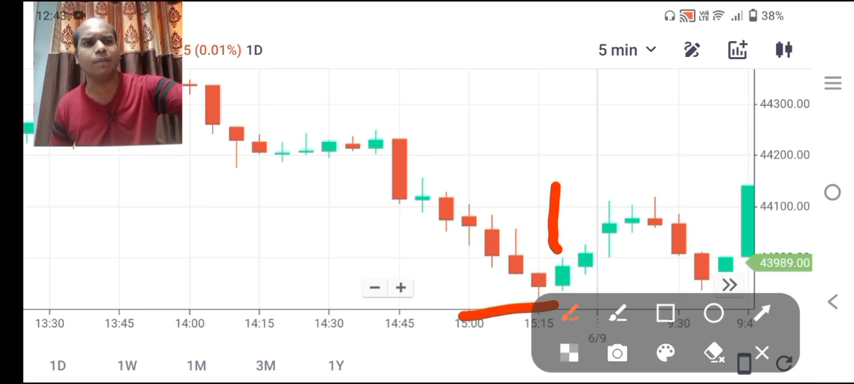 12:43
38%
5 (0.01%) 1D
5 min
44300.00
44200.00
44100.00
43989.00
13:30 13:45 14:00 14:15 14:30 14:45 15:00 15:15 9:30 9:4
6/9
1D 1W 1M 3M 1Y